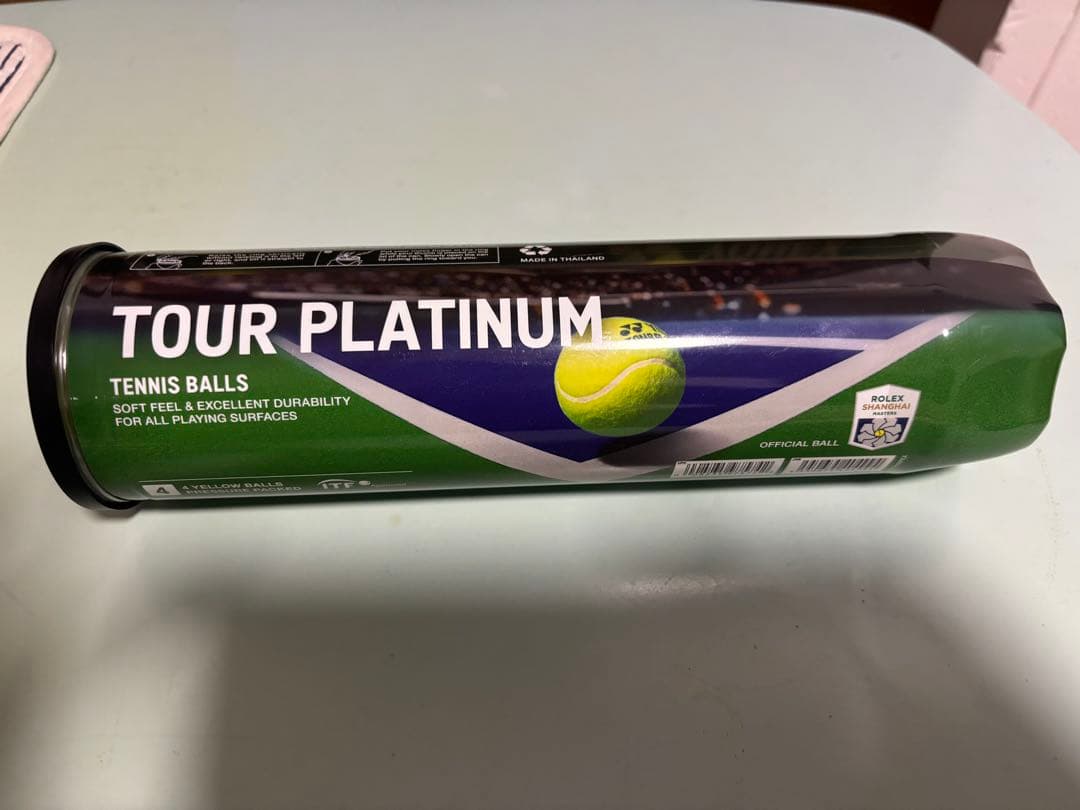 MADE IN THAILAND
TOUR PLATINUM
TENNIS BALLS
SOFT FEEL & EXCELLENT DURABILITY
FOR ALL PLAYING SURFACES
ROLEX
SHANGHAI
MASTERS
OFFICIAL BALL
4
4 YELLOW BALLS
PRESSURE PACKED
ITF